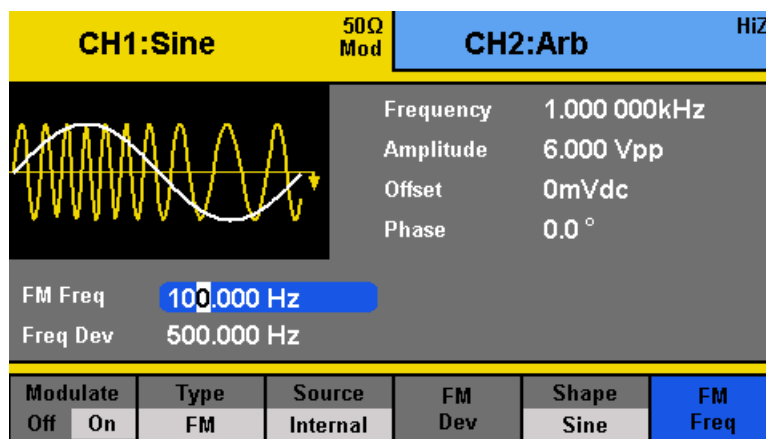 CH1:Sine
50Ω
Mod
CH2:Arb
HiZ
Frequency 1.000 000kHz
Amplitude 6.000 Vpp
Offset 0mVdc
Phase 0.0 °
FM Freq 100.000 Hz
Freq Dev 500.000 Hz
Modulate Type Source FM Shape FM
Off On FM Internal Dev Sine Freq